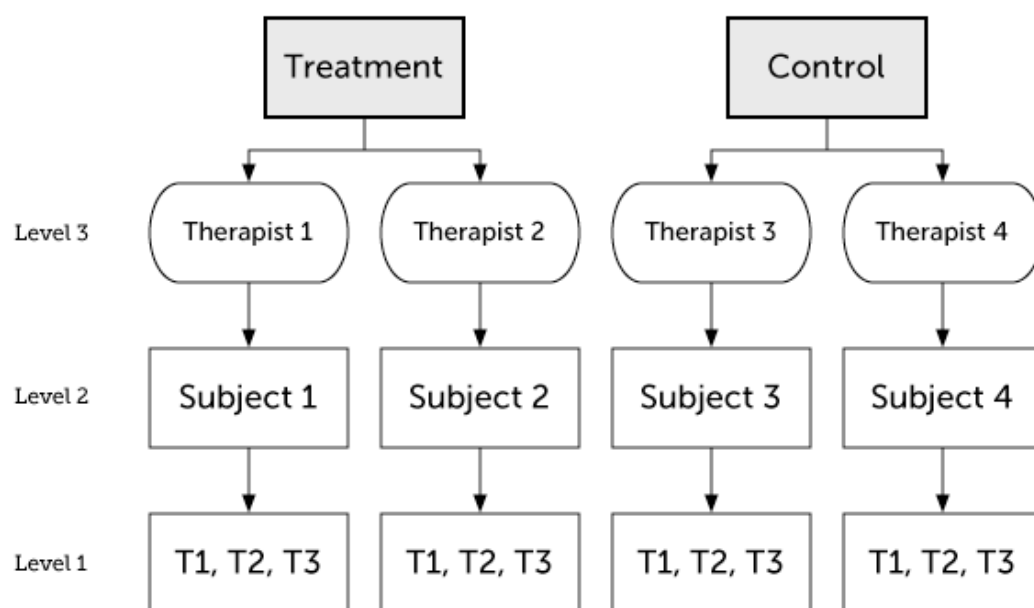 Treatment
Control
Level 3
Therapist 1
Therapist 2
Therapist 3
Therapist 4
Level 2
Subject 1
Subject 2
Subject 3
Subject 4
Level 1
T1, T2, T3
T1, T2, T3
T1, T2, T3
T1, T2, T3